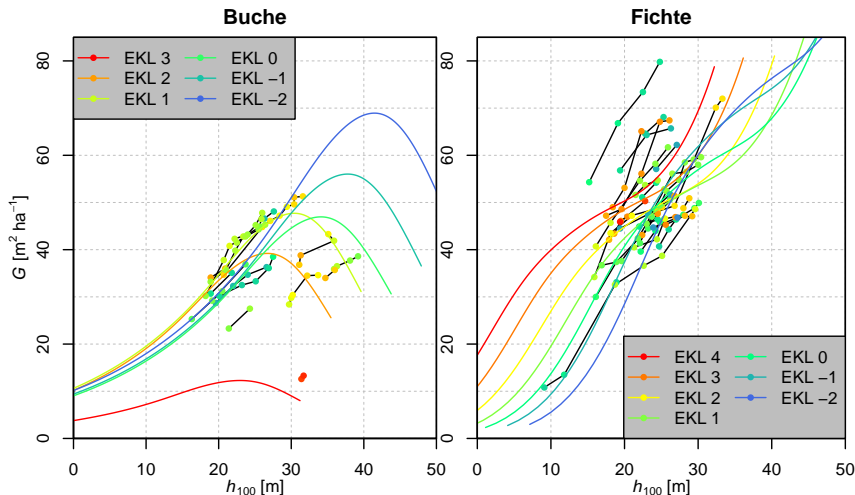 Buche
EKL 3 EKL 0
EKL 2 EKL −1
EKL 1 EKL −2
G [m² ha⁻¹]
0 20 40 60 80
0 10 20 30 40 50
h₁₀₀ [m]
Fichte
EKL 4 EKL 0
EKL 3 EKL −1
EKL 2 EKL −2
EKL 1
0 20 40 60 80
0 10 20 30 40 50
h₁₀₀ [m]